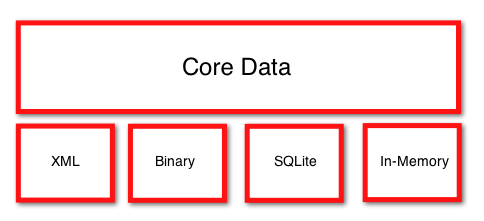 Core Data
XML
Binary
SQLite
In-Memory